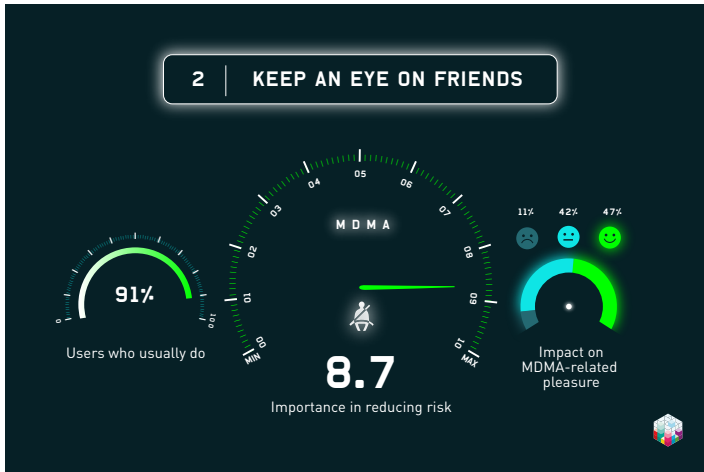 2 | KEEP AN EYE ON FRIENDS
05
04
06
03
07
MDMA
11% 42% 47%
02
08
91%
0
100
01
09
00
10
MIN
MAX
Users who usually do
8.7
Importance in reducing risk
Impact on
MDMA-related
pleasure